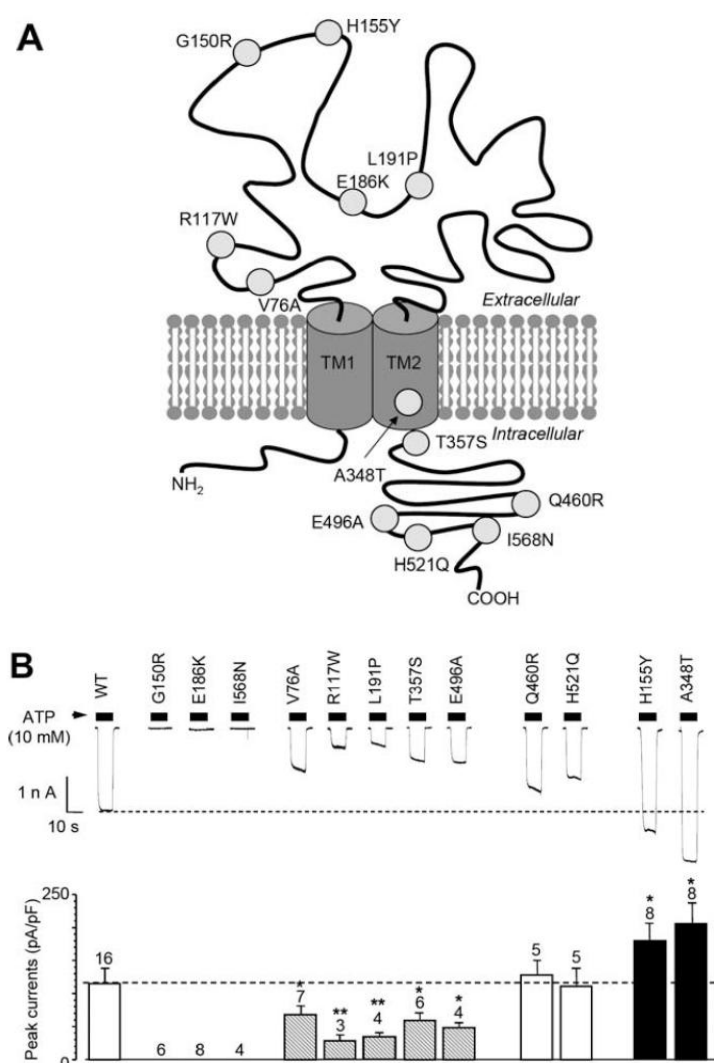 A
H155Y
G150R
L191P
E186K
R117W
V76A
Extracellular
TM1 TM2
Intracellular
T357S
A348T
NH2
Q460R
E496A
I568N
H521Q
COOH
B
WT G150R E186K I568N V76A R117W L191P T357S E496A Q460R H521Q H155Y A348T
ATP
(10 mM)
1 n A
10 s
250
Peak currents (pA/pF)
0
16 6 8 4 * 7 ** 3 ** 4 * 6 * 4 5 5 * 8 * 8